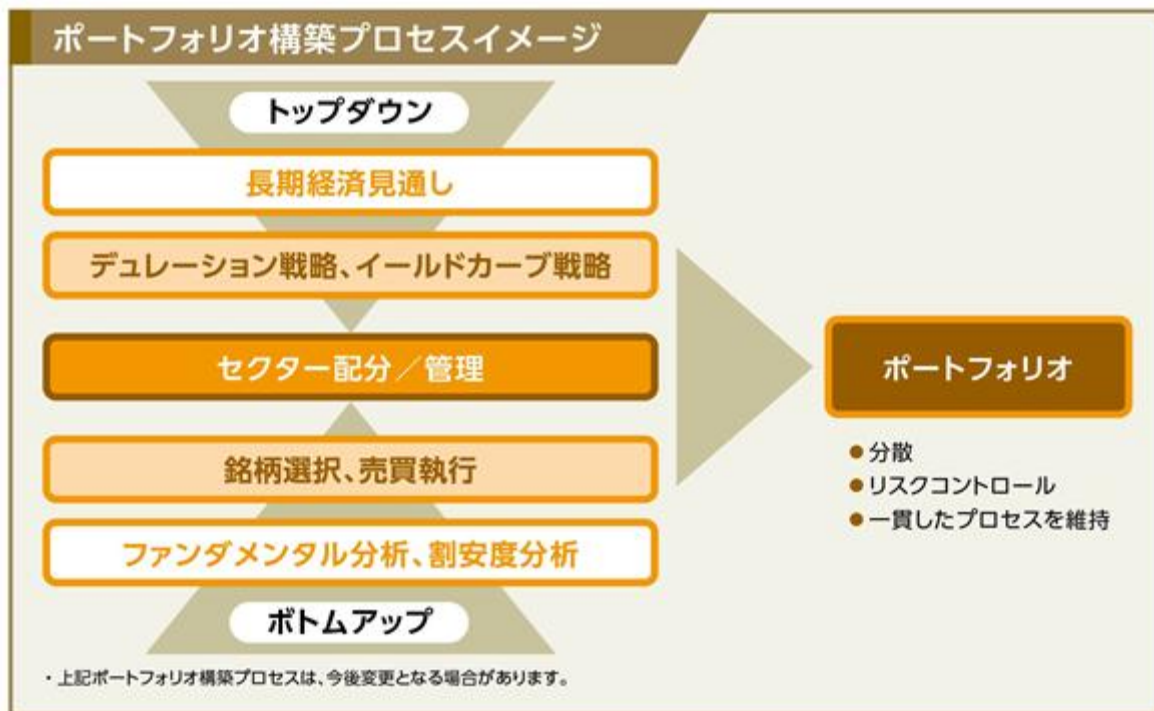 ポートフォリオ構築プロセスイメージ
トップダウン
長期経済見通し
デュレーション戦略、イールドカーブ戦略
セクター配分／管理
銘柄選択、売買執行
ファンダメンタル分析、割安度分析
ボトムアップ
ポートフォリオ
●分散
●リスクコントロール
●一貫したプロセスを維持
・上記ポートフォリオ構築プロセスは、今後変更となる場合があります。